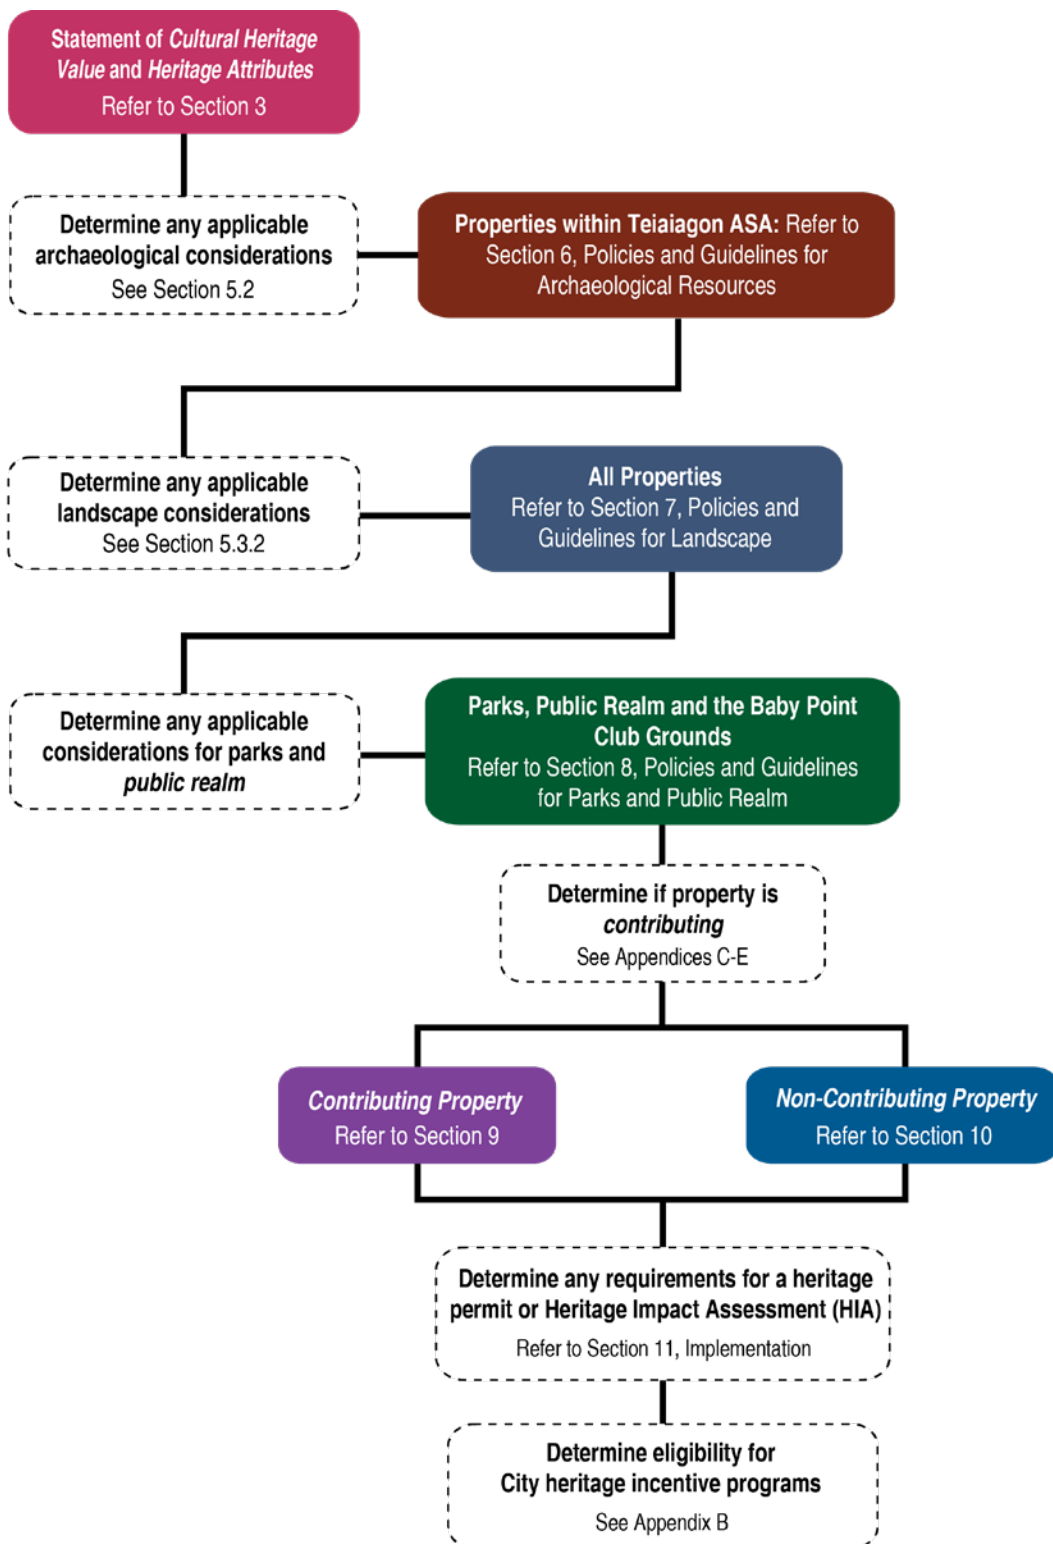 Statement of Cultural Heritage
Value and Heritage Attributes
Refer to Section 3
Determine any applicable
archaeological considerations
See Section 5.2
Properties within Teiaiagon ASA: Refer to
Section 6, Policies and Guidelines for
Archaeological Resources
Determine any applicable
landscape considerations
See Section 5.3.2
All Properties
Refer to Section 7, Policies and
Guidelines for Landscape
Determine any applicable
considerations for parks and
public realm
Parks, Public Realm and the Baby Point
Club Grounds
Refer to Section 8, Policies and Guidelines
for Parks and Public Realm
Determine if property is
contributing
See Appendices C-E
Contributing Property
Refer to Section 9
Non-Contributing Property
Refer to Section 10
Determine any requirements for a heritage
permit or Heritage Impact Assessment (HIA)
Refer to Section 11, Implementation
Determine eligibility for
City heritage incentive programs
See Appendix B